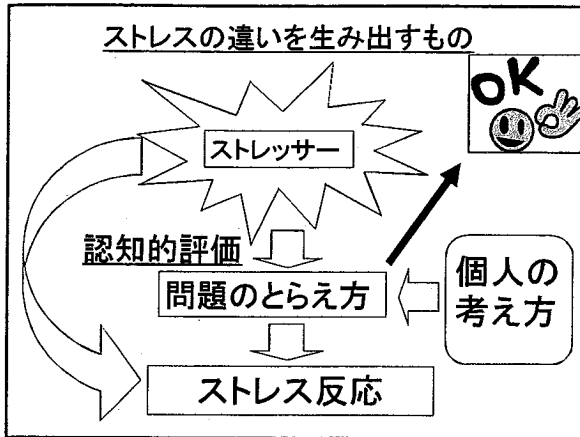 ストレスの違いを生み出すもの
OK
ストレッサー
認知的評価
問題のとらえ方
個人の
考え方
ストレス反応